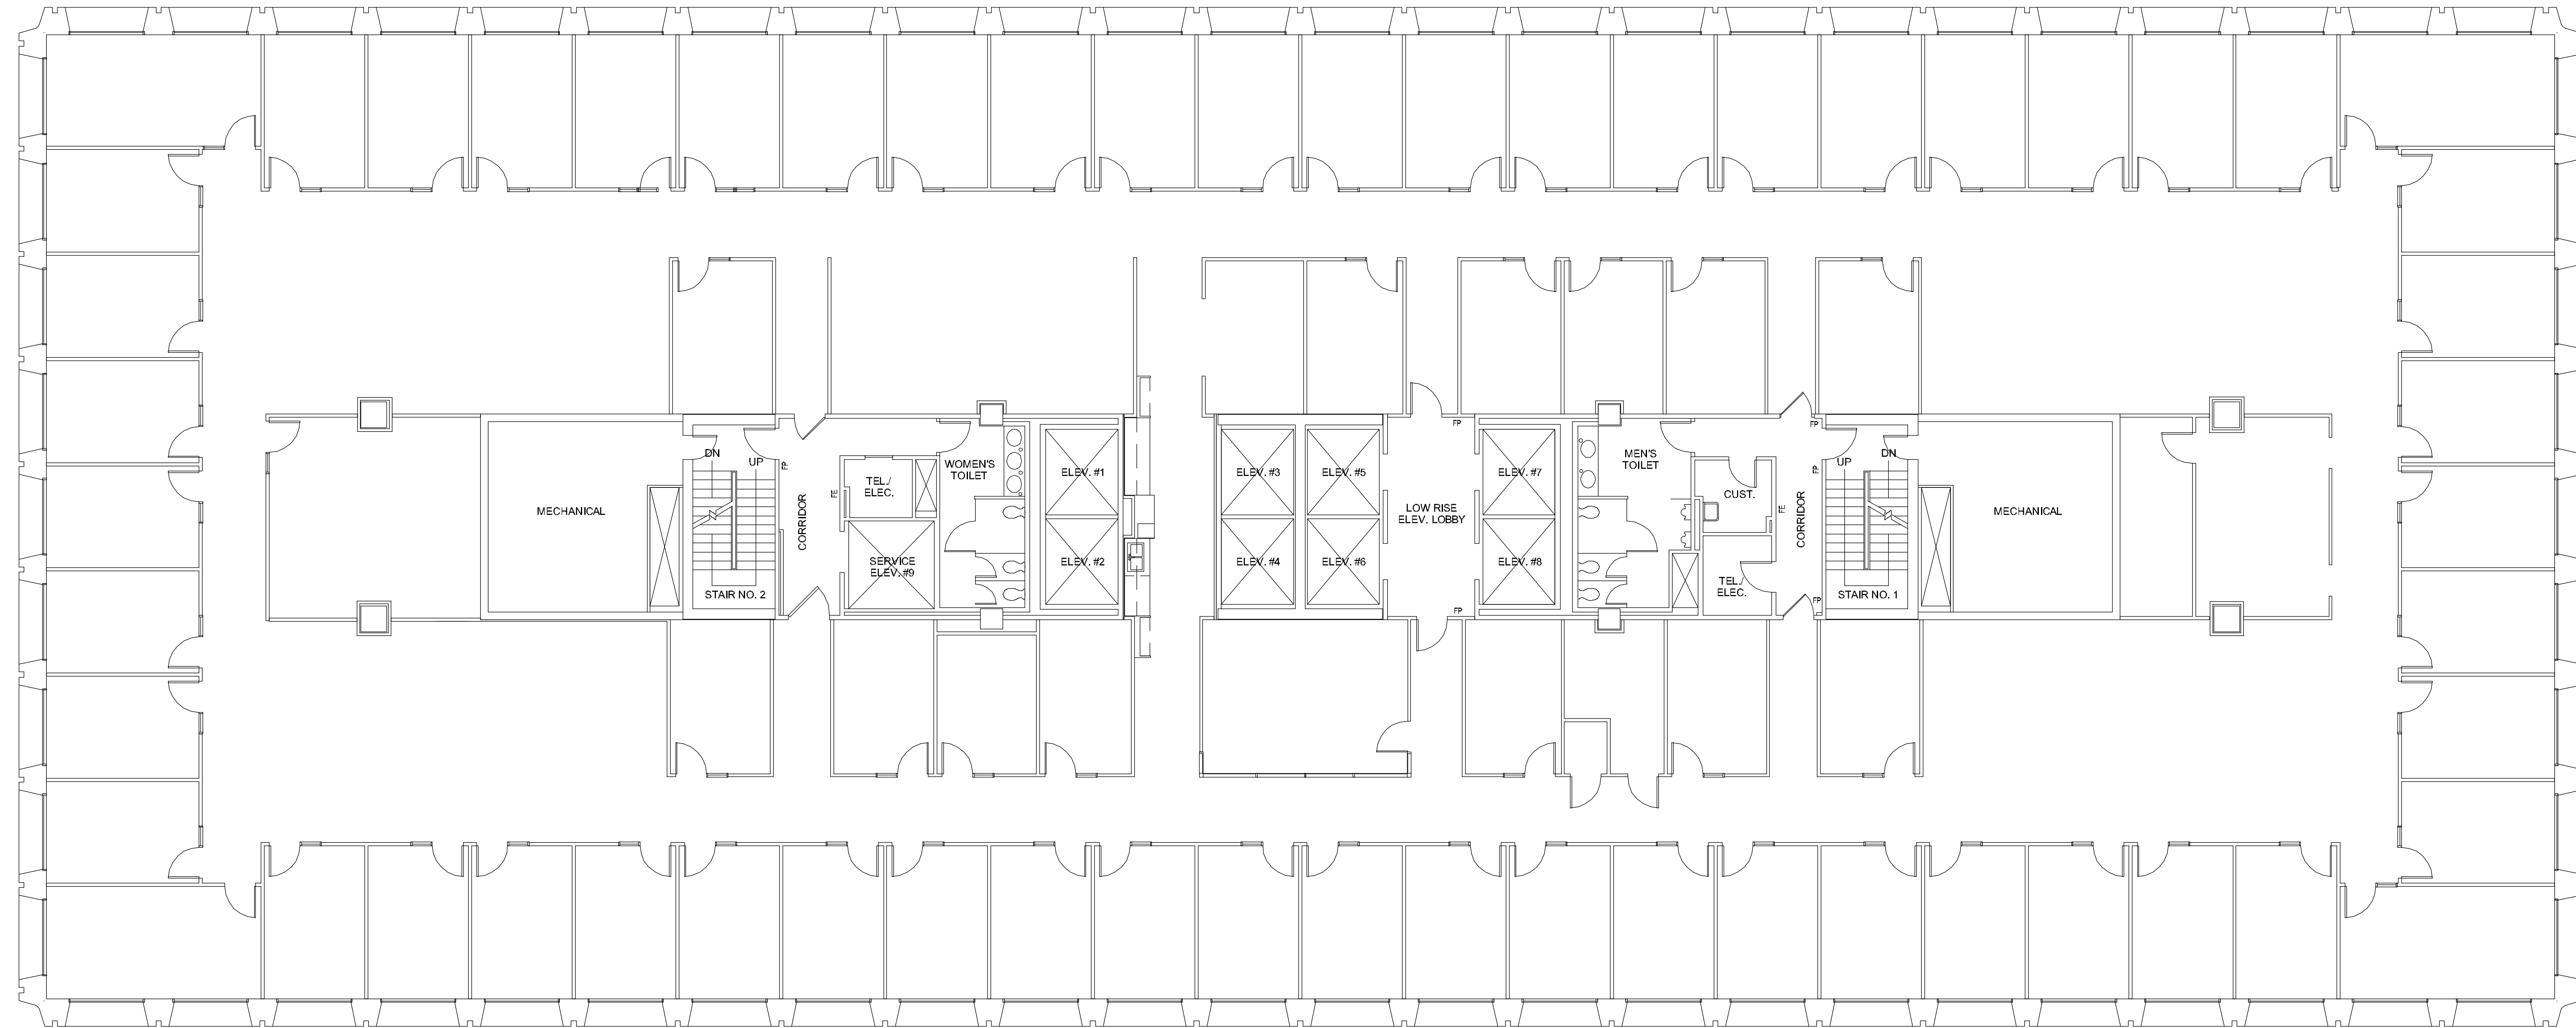 FP
FP
DN
UP
FP
WOMEN'S
TOILET
ELEV. #1
ELEV. #3
ELEV. #5
ELEV. #7
MEN'S
TOILET
FP
UP
DN
TEL./
ELEC.
FE
CUST.
FE
MECHANICAL
CORRIDOR
LOW RISE
ELEV. LOBBY
CORRIDOR
MECHANICAL
SERVICE
ELEV. #9
ELEV. #2
ELEV. #4
ELEV. #6
ELEV. #8
TEL./
ELEC.
STAIR NO. 2
STAIR NO. 1
FP
FP